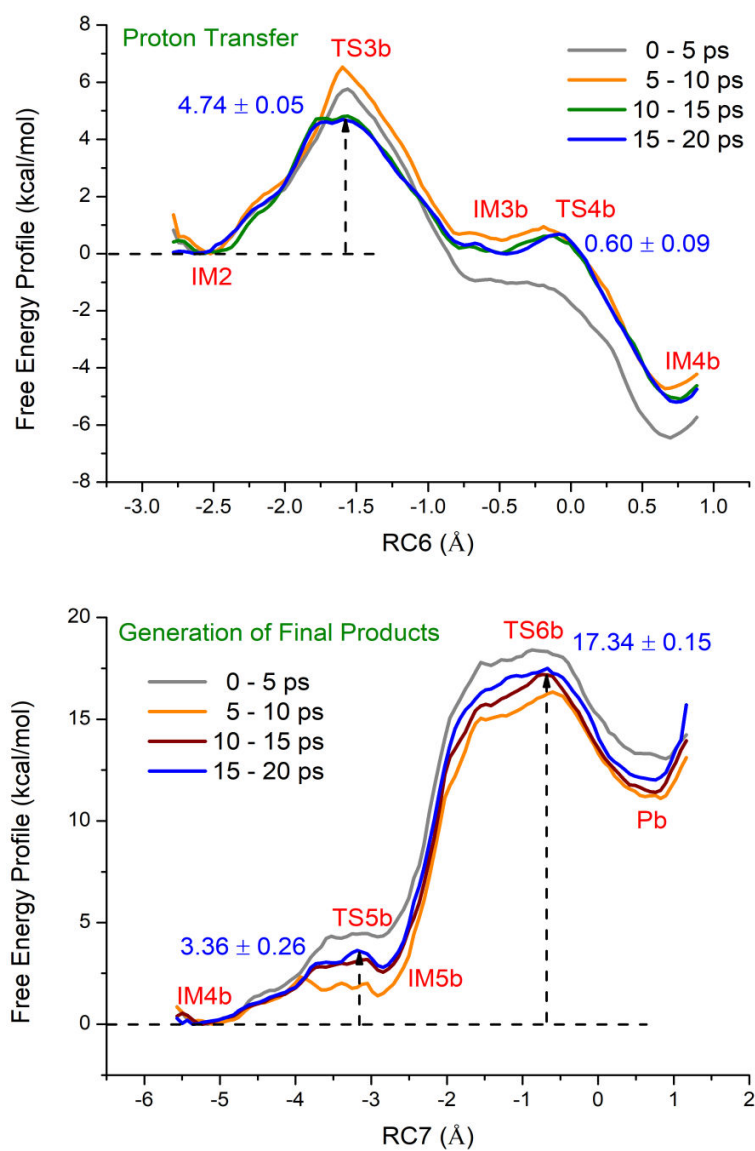 Proton Transfer
TS3b
0 - 5 ps
5 - 10 ps
10 - 15 ps
15 - 20 ps
4.74 ± 0.05
IM3b
TS4b
0.60 ± 0.09
IM2
IM4b
8
6
4
2
0
-2
-4
-6
-8
Free Energy Profile (kcal/mol)
-3.0 -2.5 -2.0 -1.5 -1.0 -0.5 0.0 0.5 1.0
RC6 (Å)
Generation of Final Products
TS6b
17.34 ± 0.15
0 - 5 ps
5 - 10 ps
10 - 15 ps
15 - 20 ps
Pb
TS5b
3.36 ± 0.26
IM4b
IM5b
20
15
10
5
0
Free Energy Profile (kcal/mol)
-6 -5 -4 -3 -2 -1 0 1 2
RC7 (Å)